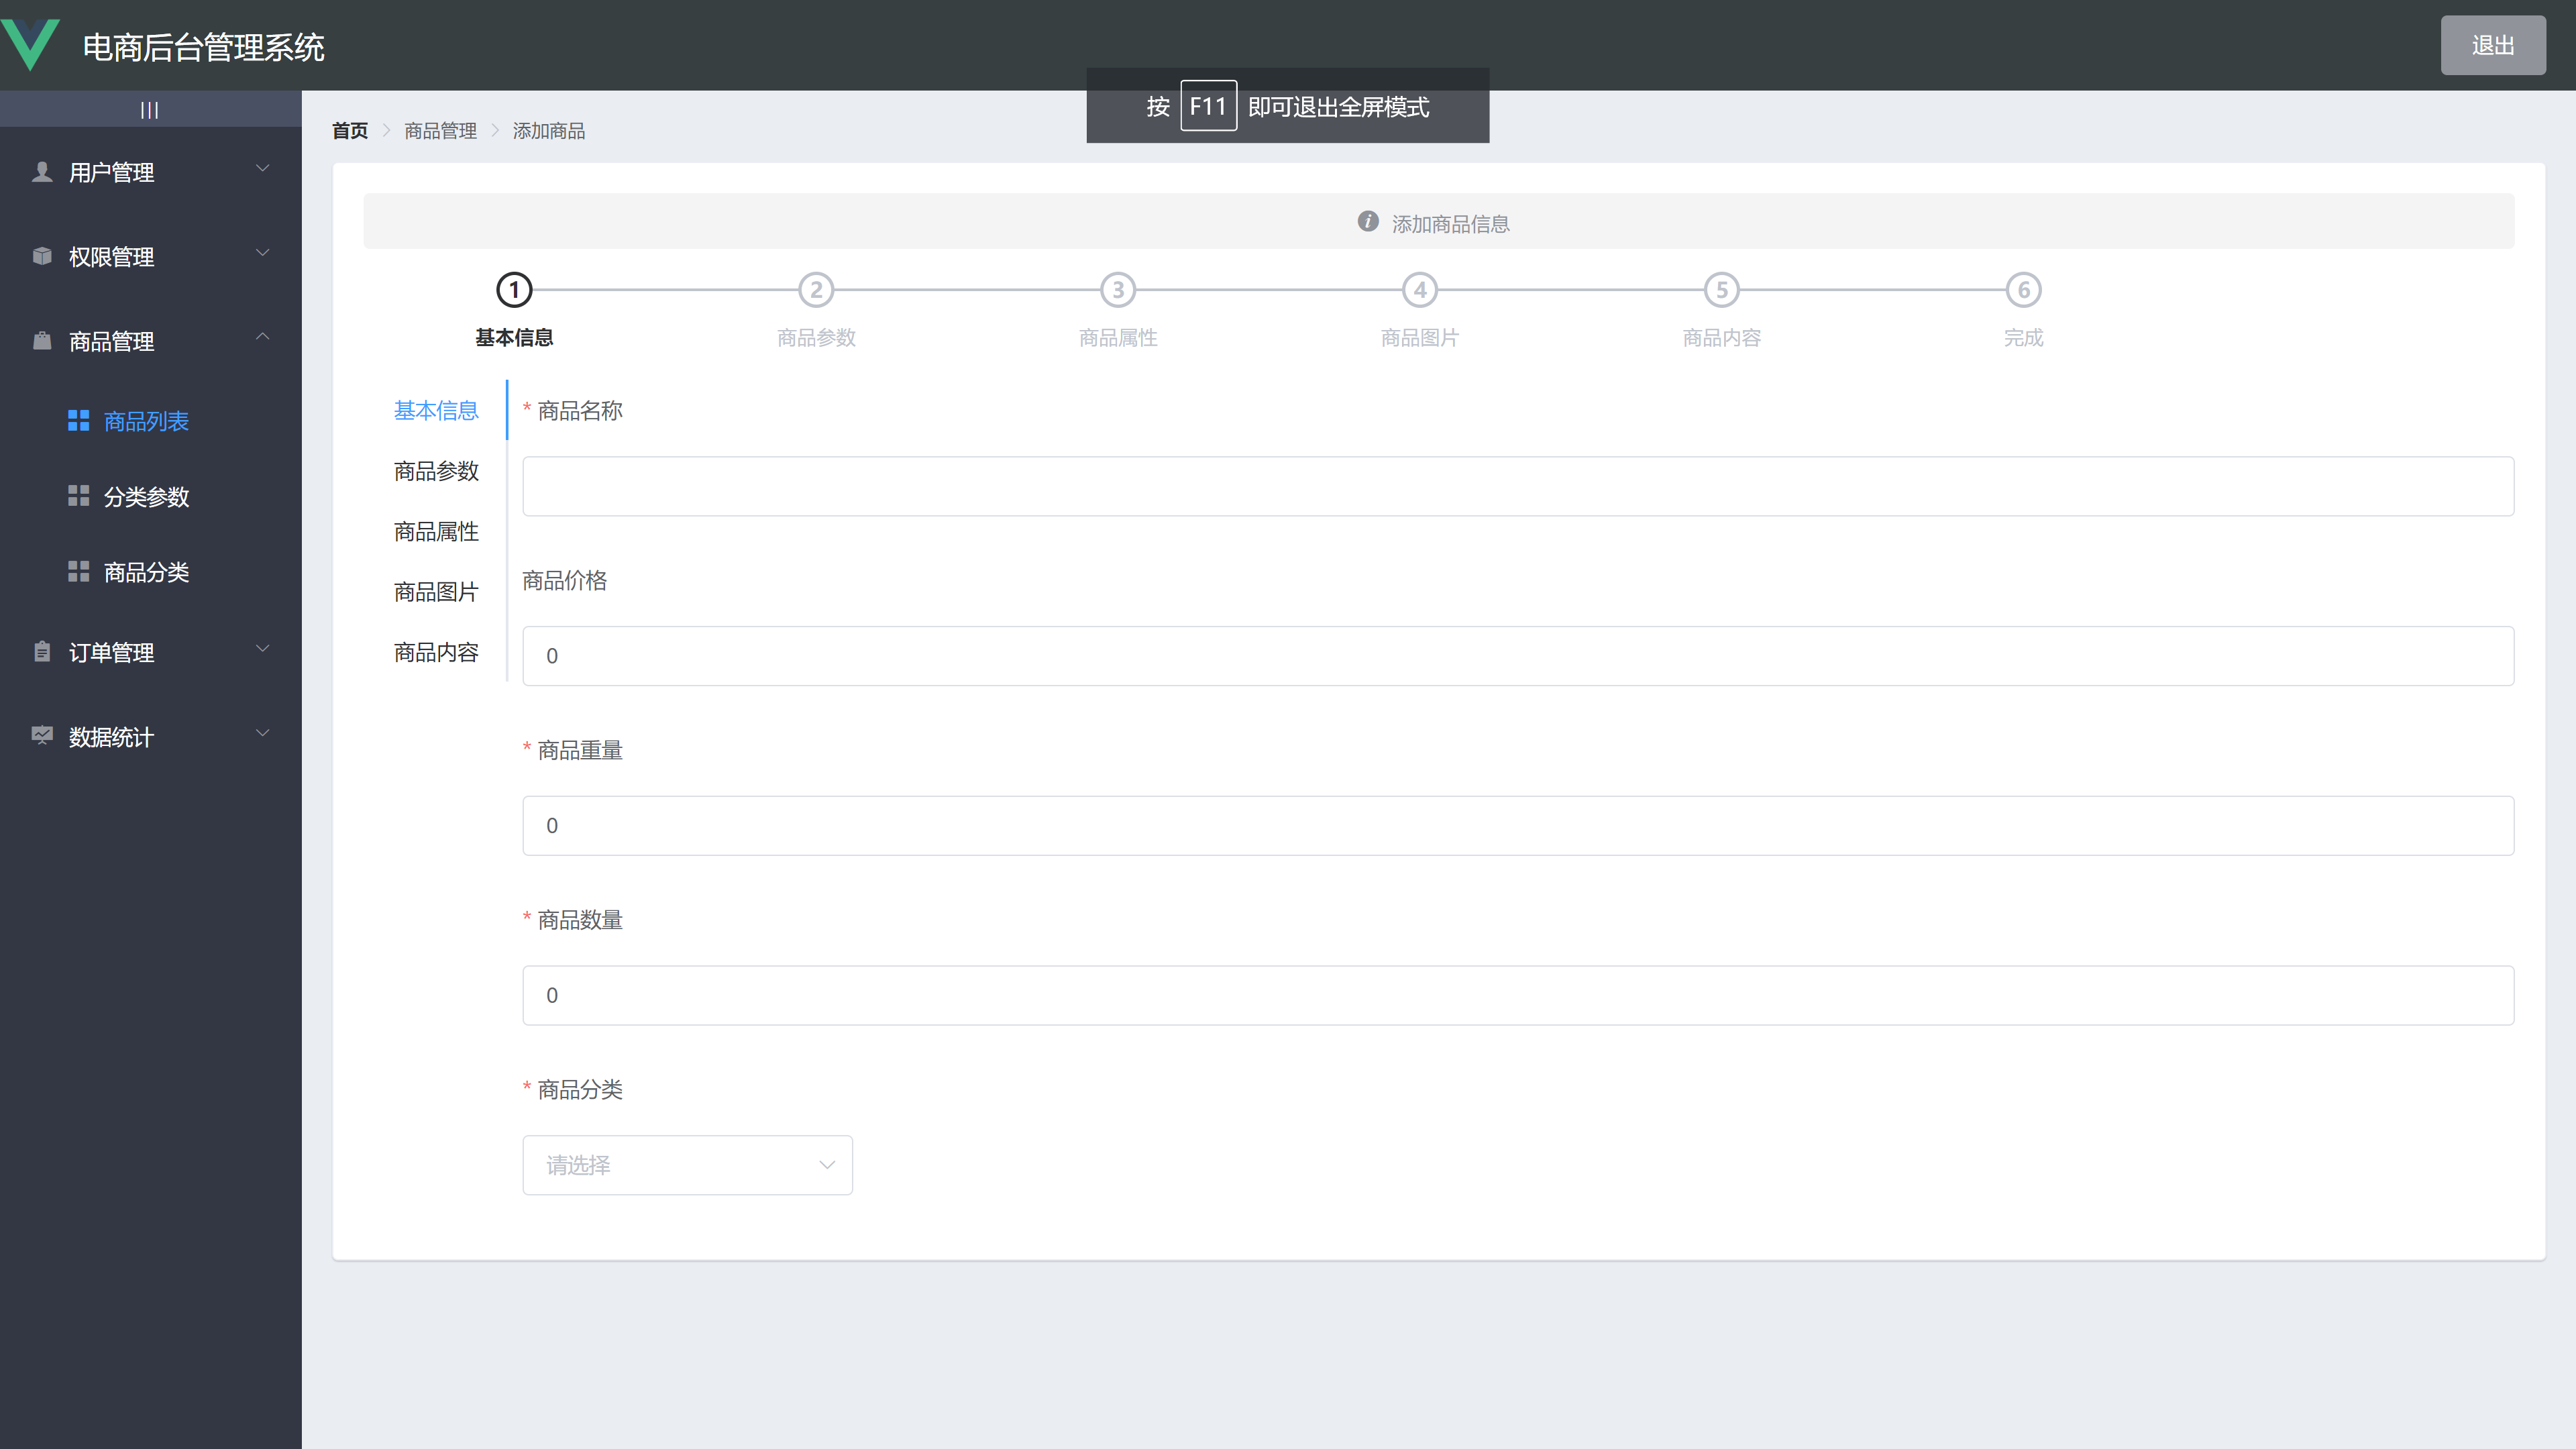 电商后台管理系统
退出
按 F11 即可退出全屏模式
|||
首页 > 商品管理 > 添加商品
用户管理
权限管理
商品管理
商品列表
分类参数
商品分类
订单管理
数据统计
添加商品信息
1 2 3 4 5 6
基本信息 商品参数 商品属性 商品图片 商品内容 完成
基本信息
商品参数
商品属性
商品图片
商品内容
* 商品名称
商品价格
0
* 商品重量
0
* 商品数量
0
* 商品分类
请选择